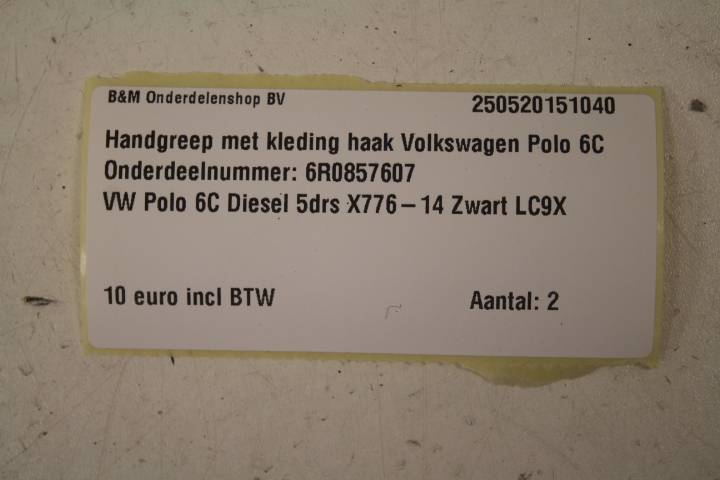 B&M Onderdelenshop BV
250520151040
Handgreep met kleding haak Volkswagen Polo 6C
Onderdeelnummer: 6R0857607
VW Polo 6C Diesel 5drs X776-14 Zwart LC9X
10 euro incl BTW
Aantal: 2